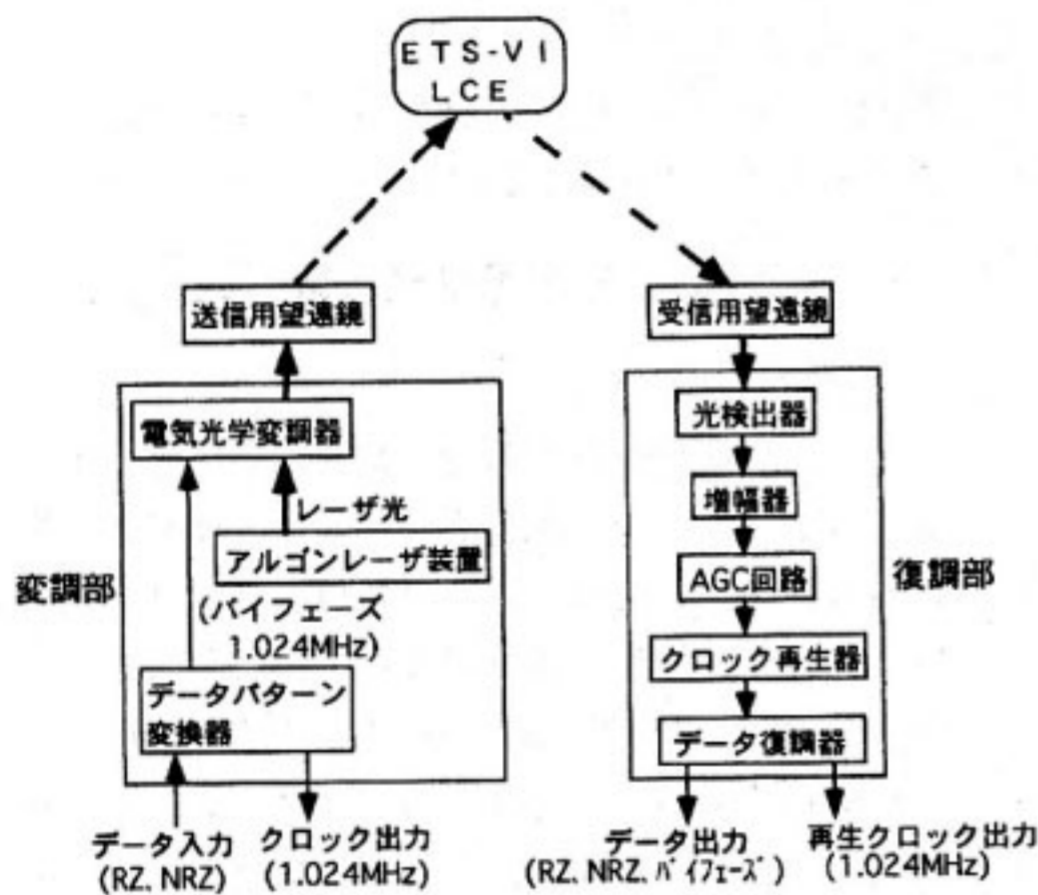 ETS-VI
LCE
送信用望遠鏡
受信用望遠鏡
電気光学変調器
レーザ光
アルゴンレーザ装置
変調部
(バイフェーズ
1.024MHz)
データパターン
変換器
データ入力
(RZ、NRZ)
クロック出力
(1.024MHz)
光検出器
増幅器
AGC回路
復調部
クロック再生器
データ復調器
データ出力
(RZ、NRZ、バイフェーズ)
再生クロック出力
(1.024MHz)